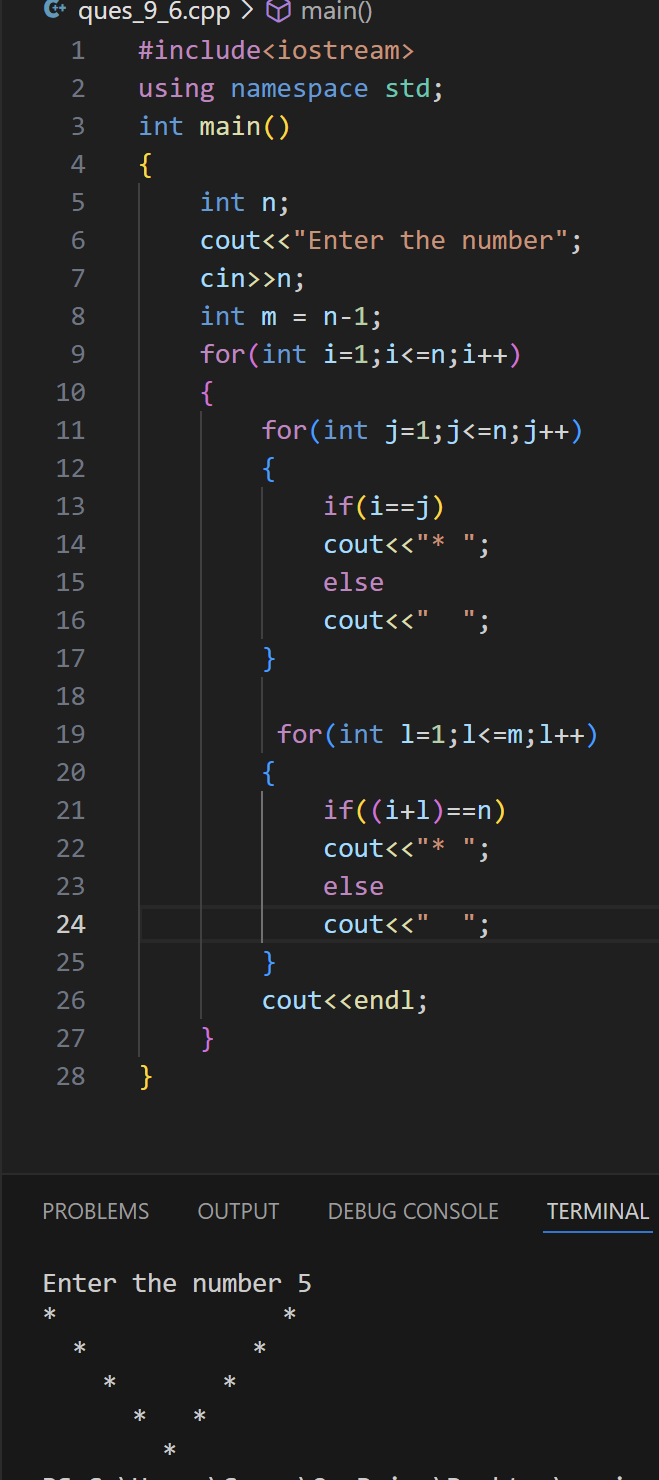 ques_9_6.cpp > main()
1 #include<iostream>
2 using namespace std;
3 int main()
4 {
5     int n;
6     cout<<"Enter the number";
7     cin>>n;
8     int m = n-1;
9     for(int i=1;i<=n;i++)
10     {
11         for(int j=1;j<=n;j++)
12         {
13             if(i==j)
14             cout<<"* ";
15             else
16             cout<<"  ";
17         }
18
19          for(int l=1;l<=m;l++)
20         {
21             if((i+l)==n)
22             cout<<"* ";
23             else
24             cout<<"  ";
25         }
26         cout<<endl;
27     }
28 }
PROBLEMS OUTPUT DEBUG CONSOLE TERMINAL
Enter the number 5
*               *
  *           *
    *       *
      *   *
        *